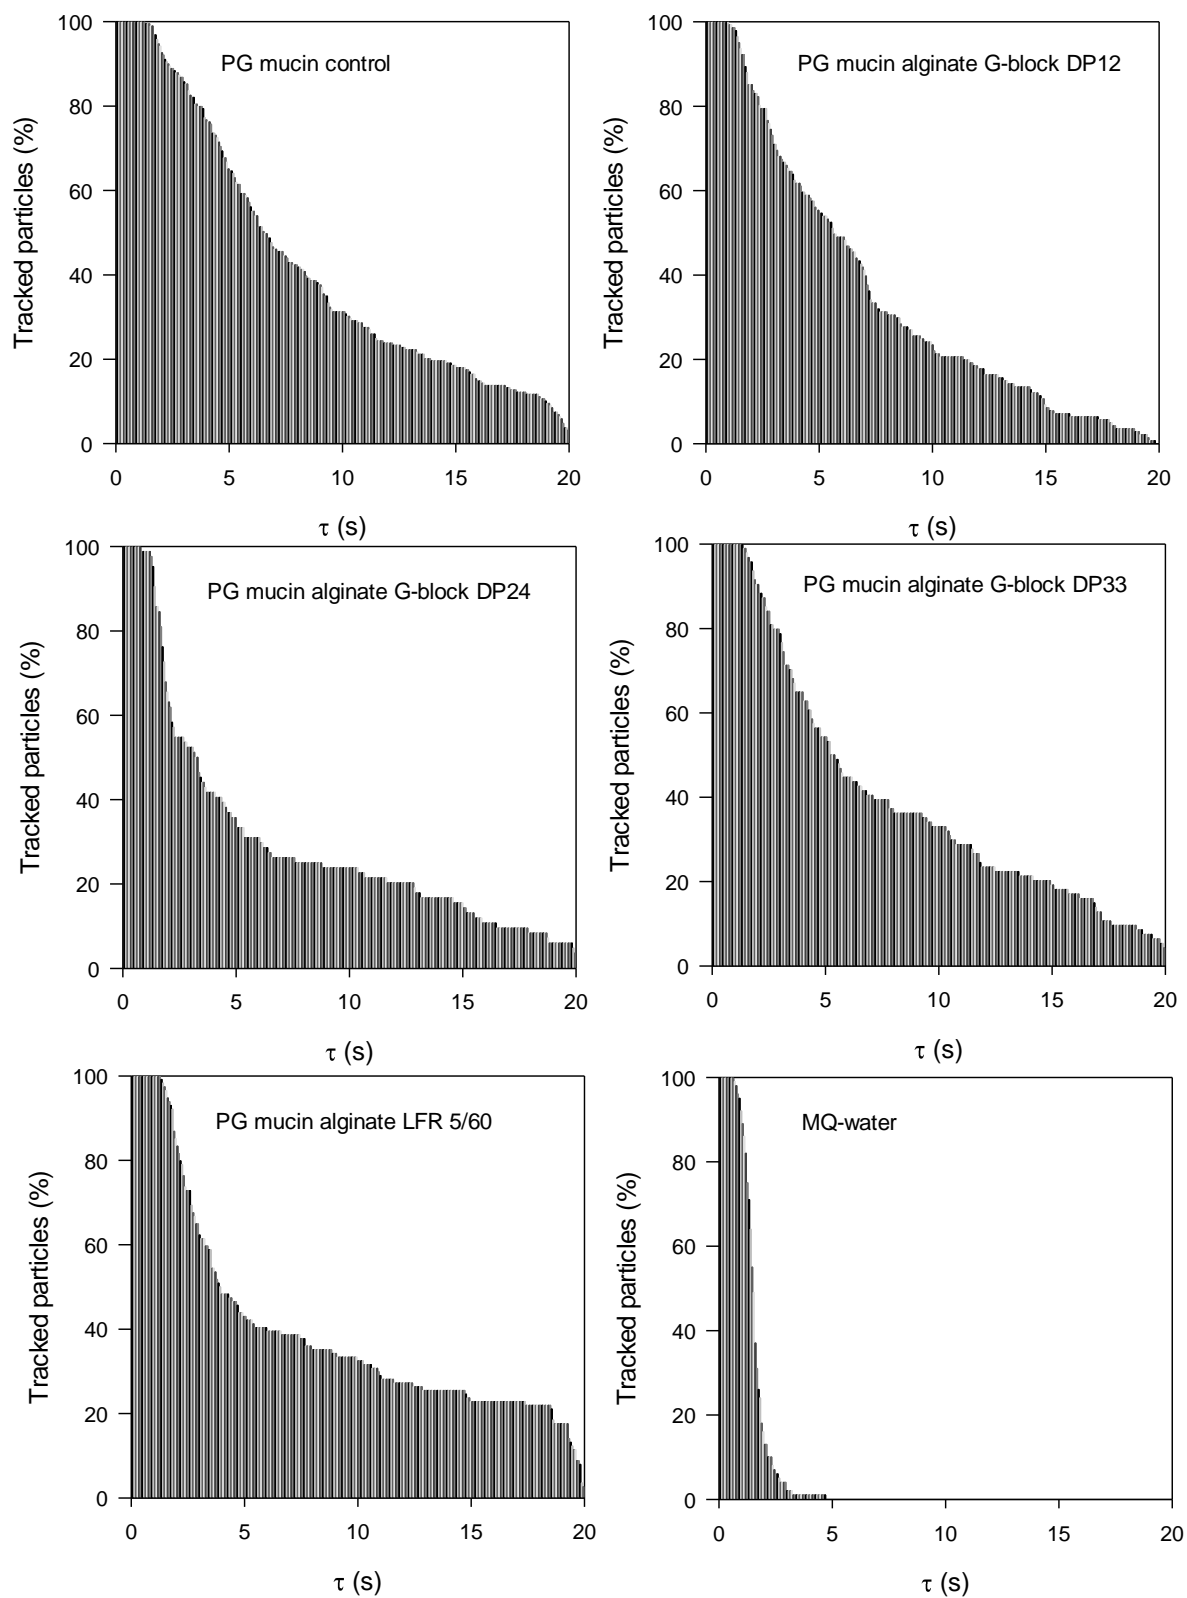 100
80
60
40
20
0
Tracked particles (%)
PG mucin control
0 5 10 15 20
τ (s)
100
80
60
40
20
0
Tracked particles (%)
PG mucin alginate G-block DP12
0 5 10 15 20
τ (s)
100
80
60
40
20
0
Tracked particles (%)
PG mucin alginate G-block DP24
0 5 10 15 20
τ (s)
100
80
60
40
20
0
Tracked particles (%)
PG mucin alginate G-block DP33
0 5 10 15 20
τ (s)
100
80
60
40
20
0
Tracked particles (%)
PG mucin alginate LFR 5/60
0 5 10 15 20
τ (s)
100
80
60
40
20
0
Tracked particles (%)
MQ-water
0 5 10 15 20
τ (s)